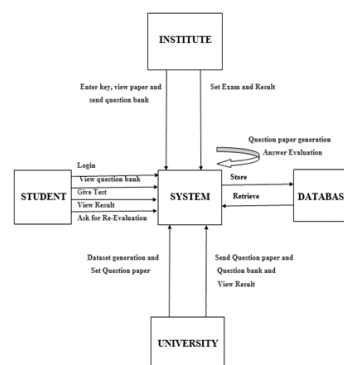 INSTITUTE
Enter key, view paper and
send question bank
Set Exam and Result
Question paper generation
Answer Evaluation
Login
View question bank
Give Test
View Result
Ask for Re-Evaluation
STUDENT
SYSTEM
Store
Retrieve
DATABAS
Dataset generation and
Set Question paper
Send Question paper and
Question bank and
View Result
UNIVERSITY